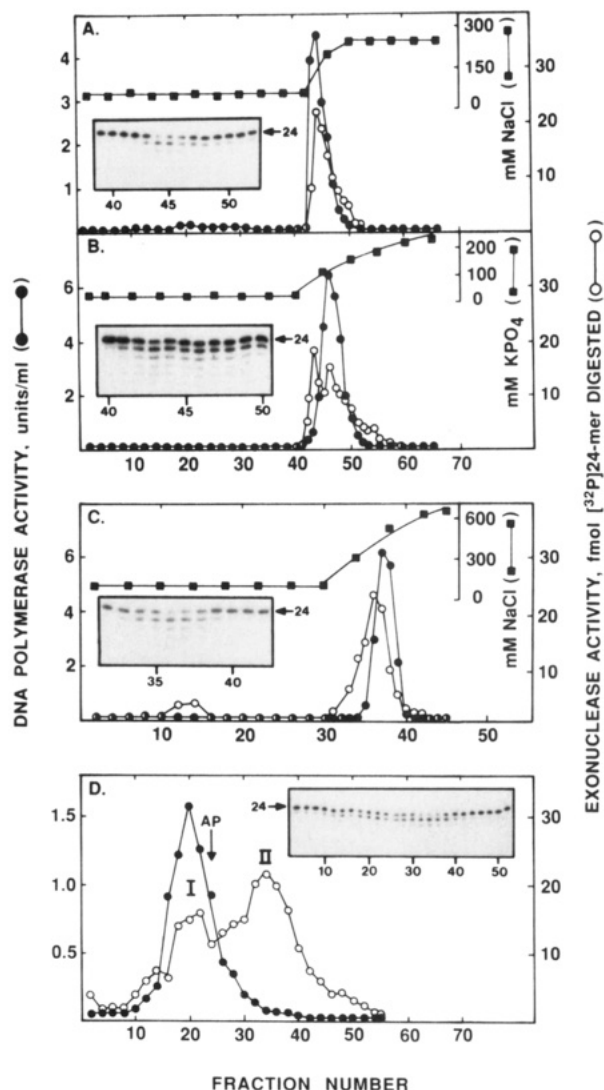 A.
4
3
2
1
24
40 45 50
300
150
0
mM NaCl (■—■)
30
20
10
B.
6
4
2
24
40 45 50
200
100
0
mM KPO4 (■—■)
30
20
10
10 20 30 40 50 60 70
C.
6
4
2
24
35 40
600
300
0
mM NaCl (■—■)
30
20
10
10 20 30 40 50
D.
1.5
1.0
0.5
AP
I
II
24
10 20 30 40 50
30
20
10
10 20 30 40 50 60 70
FRACTION NUMBER
DNA POLYMERASE ACTIVITY, units/ml (●—●)
EXONUCLEASE ACTIVITY, fmol [32P]24-mer DIGESTED (○—○)